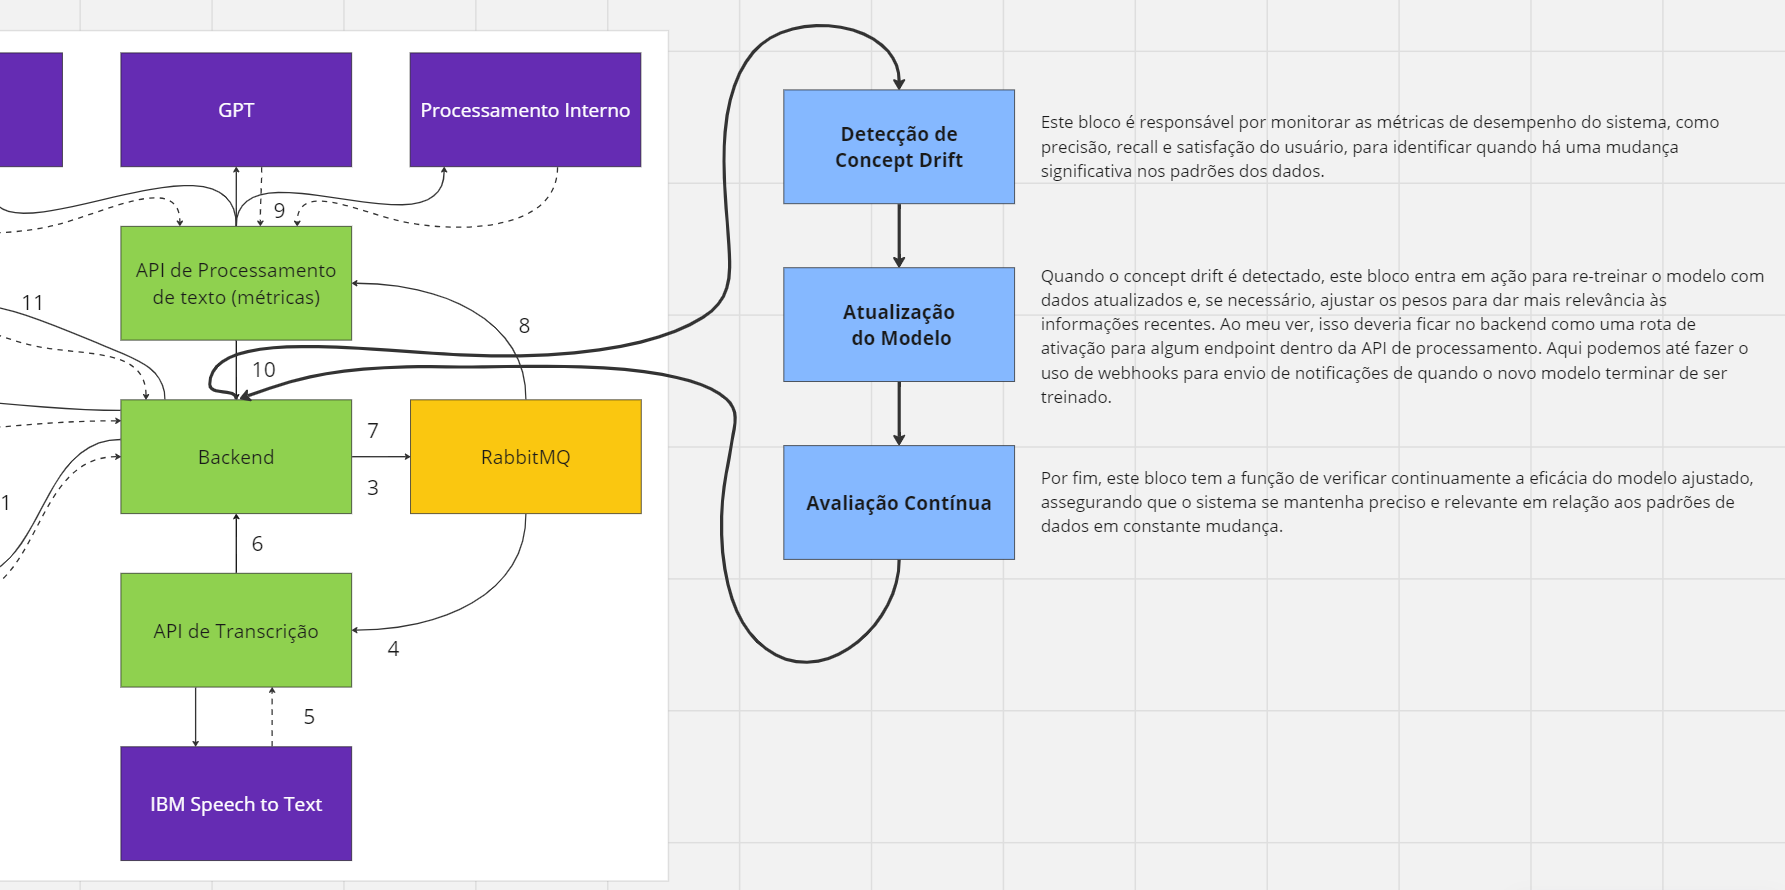 GPT
Processamento Interno
9
API de Processamento
de texto (métricas)
11
8
10
Backend
7
3
RabbitMQ
1
6
API de Transcrição
4
5
IBM Speech to Text
Detecção de
Concept Drift
Este bloco é responsável por monitorar as métricas de desempenho do sistema, como
precisão, recall e satisfação do usuário, para identificar quando há uma mudança
significativa nos padrões dos dados.
Atualização
do Modelo
Quando o concept drift é detectado, este bloco entra em ação para re-treinar o modelo com
dados atualizados e, se necessário, ajustar os pesos para dar mais relevância às
informações recentes. Ao meu ver, isso deveria ficar no backend como uma rota de
ativação para algum endpoint dentro da API de processamento. Aqui podemos até fazer o
uso de webhooks para envio de notificações de quando o novo modelo terminar de ser
treinado.
Avaliação Contínua
Por fim, este bloco tem a função de verificar continuamente a eficácia do modelo ajustado,
assegurando que o sistema se mantenha preciso e relevante em relação aos padrões de
dados em constante mudança.